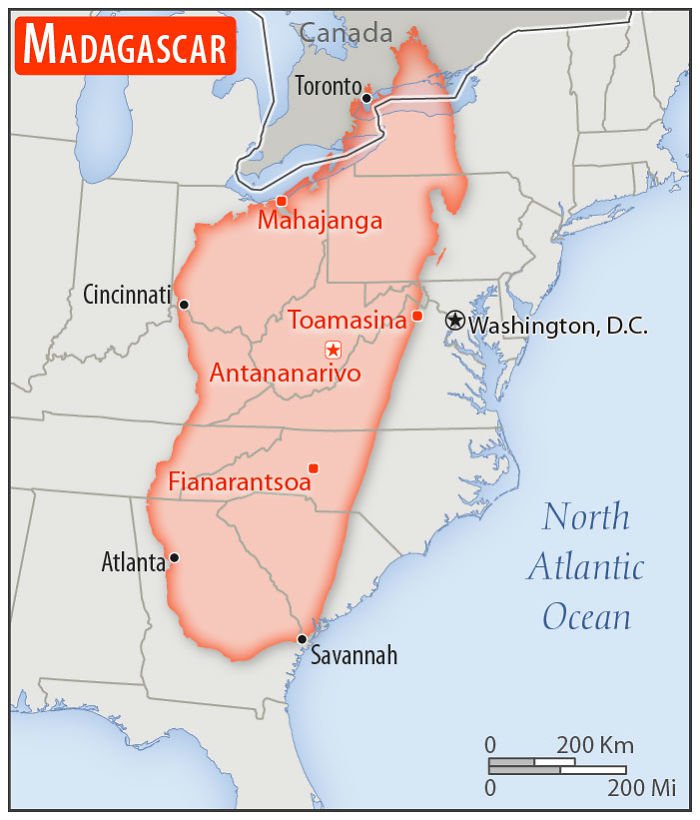 MADAGASCAR
Canada
Toronto
Mahajanga
Cincinnati
Toamasina
Washington, D.C.
Antananarivo
Fianarantsoa
North
Atlantic
Ocean
Atlanta
Savannah
0 200 Km
0 200 Mi